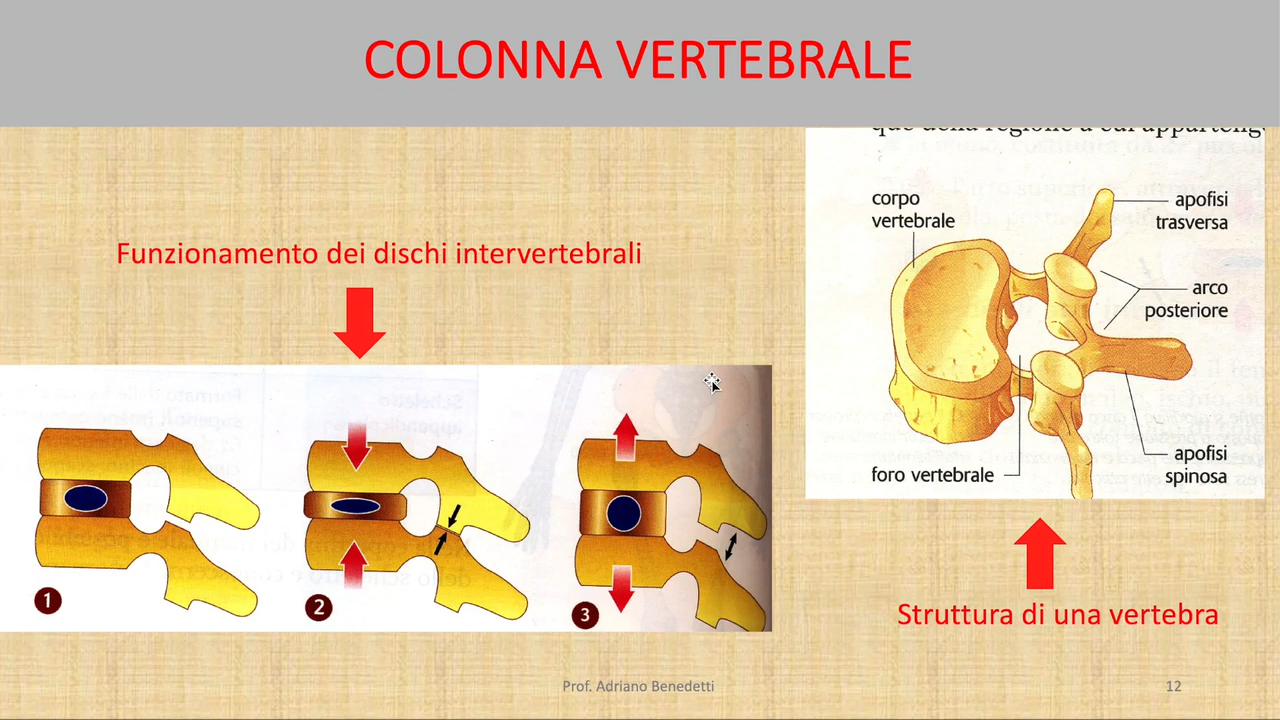 COLONNA VERTEBRALE
Funzionamento dei dischi intervertebrali
1
2
3
corpo
vertebrale
apofisi
trasversa
arco
posteriore
foro vertebrale
apofisi
spinosa
Struttura di una vertebra
Prof. Adriano Benedetti
12